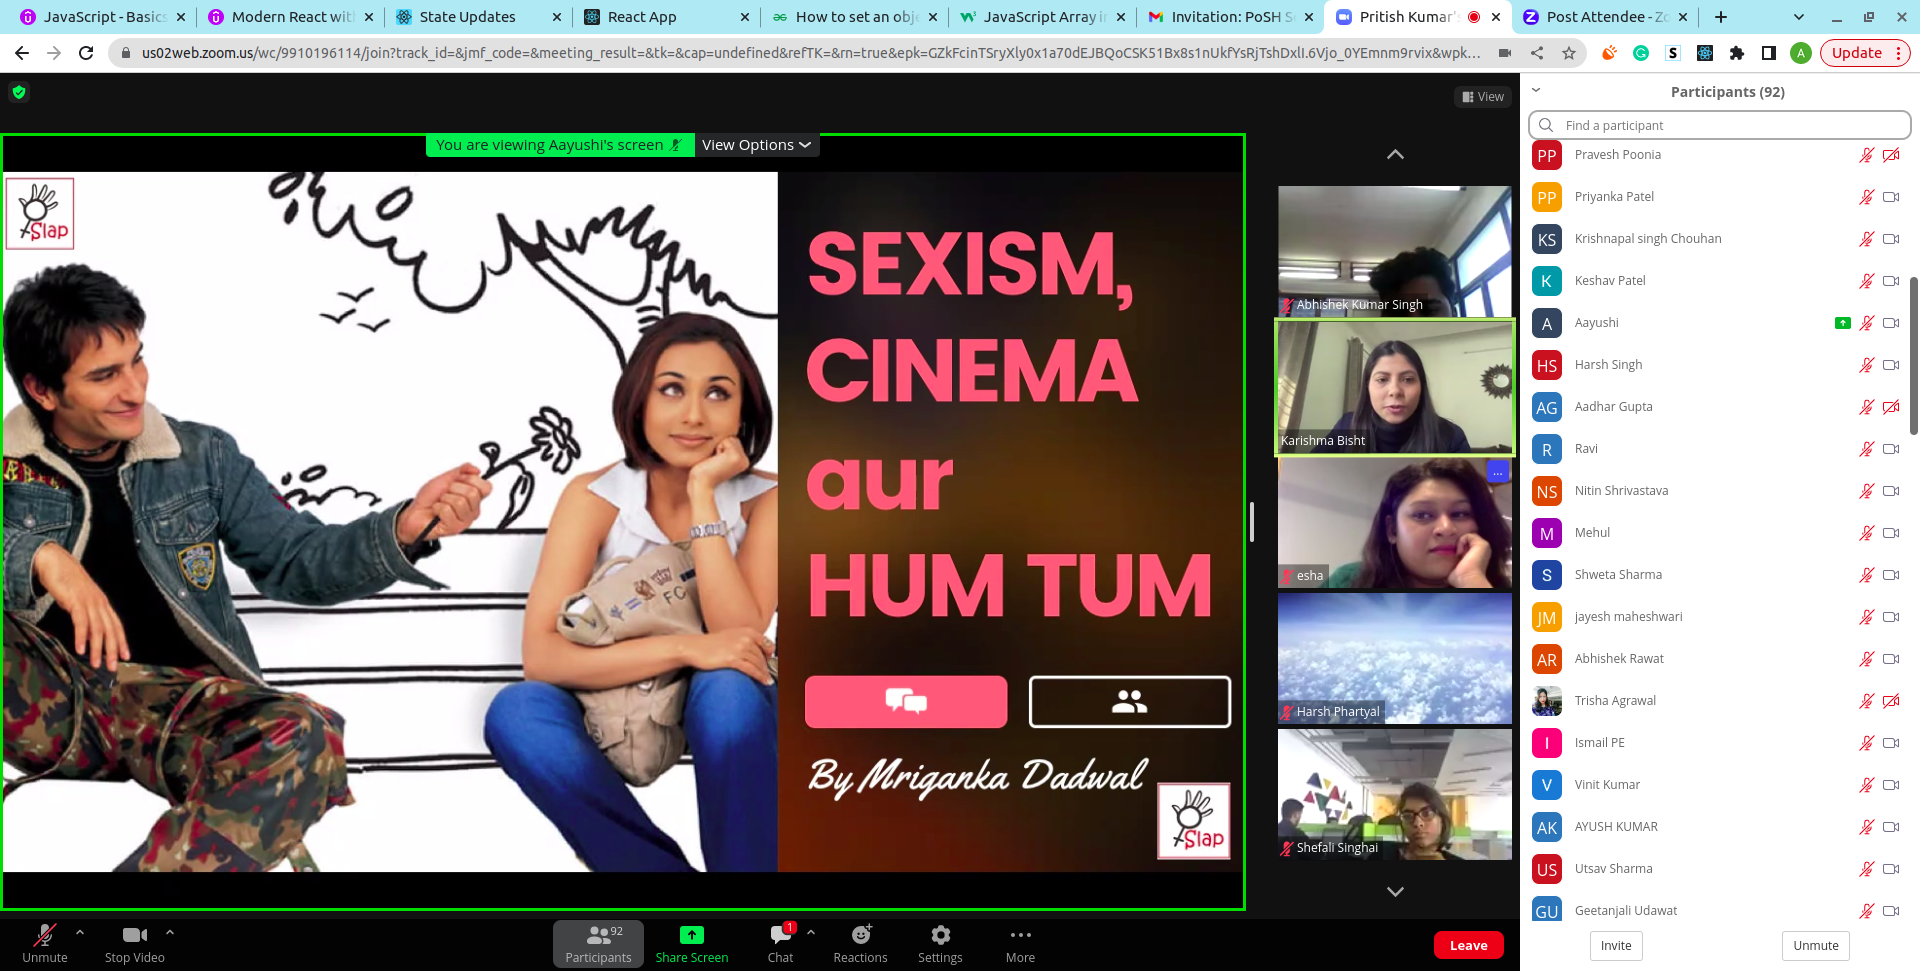 JavaScript - Basics
Modern React wit
State Updates
React App
How to set an obje
JavaScript Array i
Invitation: PoSH S
Pritish Kumar's
Post Attendee - Zo
us02web.zoom.us/wc/9910196114/join?track_id=&jmf_code=&meeting_result=&tk=&cap=undefined&refTK=&rn=true&epk=GZkFcinTSryXly0x1a70dEJBQoCSK51Bx8s1nUkfYsRjTshDxlI.6Vjo_0YEmnm9rvix&wpk...
S
A
Update
View
You are viewing Aayushi's screen
View Options
Slap
SEXISM,
CINEMA
aur
HUM TUM
By Mriganka Dadwal
Slap
FC
Abhishek Kumar Singh
Karishma Bisht
...
esha
Harsh Phartyal
Shefali Singhai
Participants (92)
Find a participant
PP Pravesh Poonia
PP Priyanka Patel
KS Krishnapal singh Chouhan
K Keshav Patel
A Aayushi
HS Harsh Singh
AG Aadhar Gupta
R Ravi
NS Nitin Shrivastava
M Mehul
S Shweta Sharma
JM jayesh maheshwari
AR Abhishek Rawat
Trisha Agrawal
I Ismail PE
V Vinit Kumar
AK AYUSH KUMAR
US Utsav Sharma
GU Geetanjali Udawat
Invite
Unmute
Unmute
Stop Video
92
Participants
Share Screen
1
Chat
Reactions
Settings
More
Leave